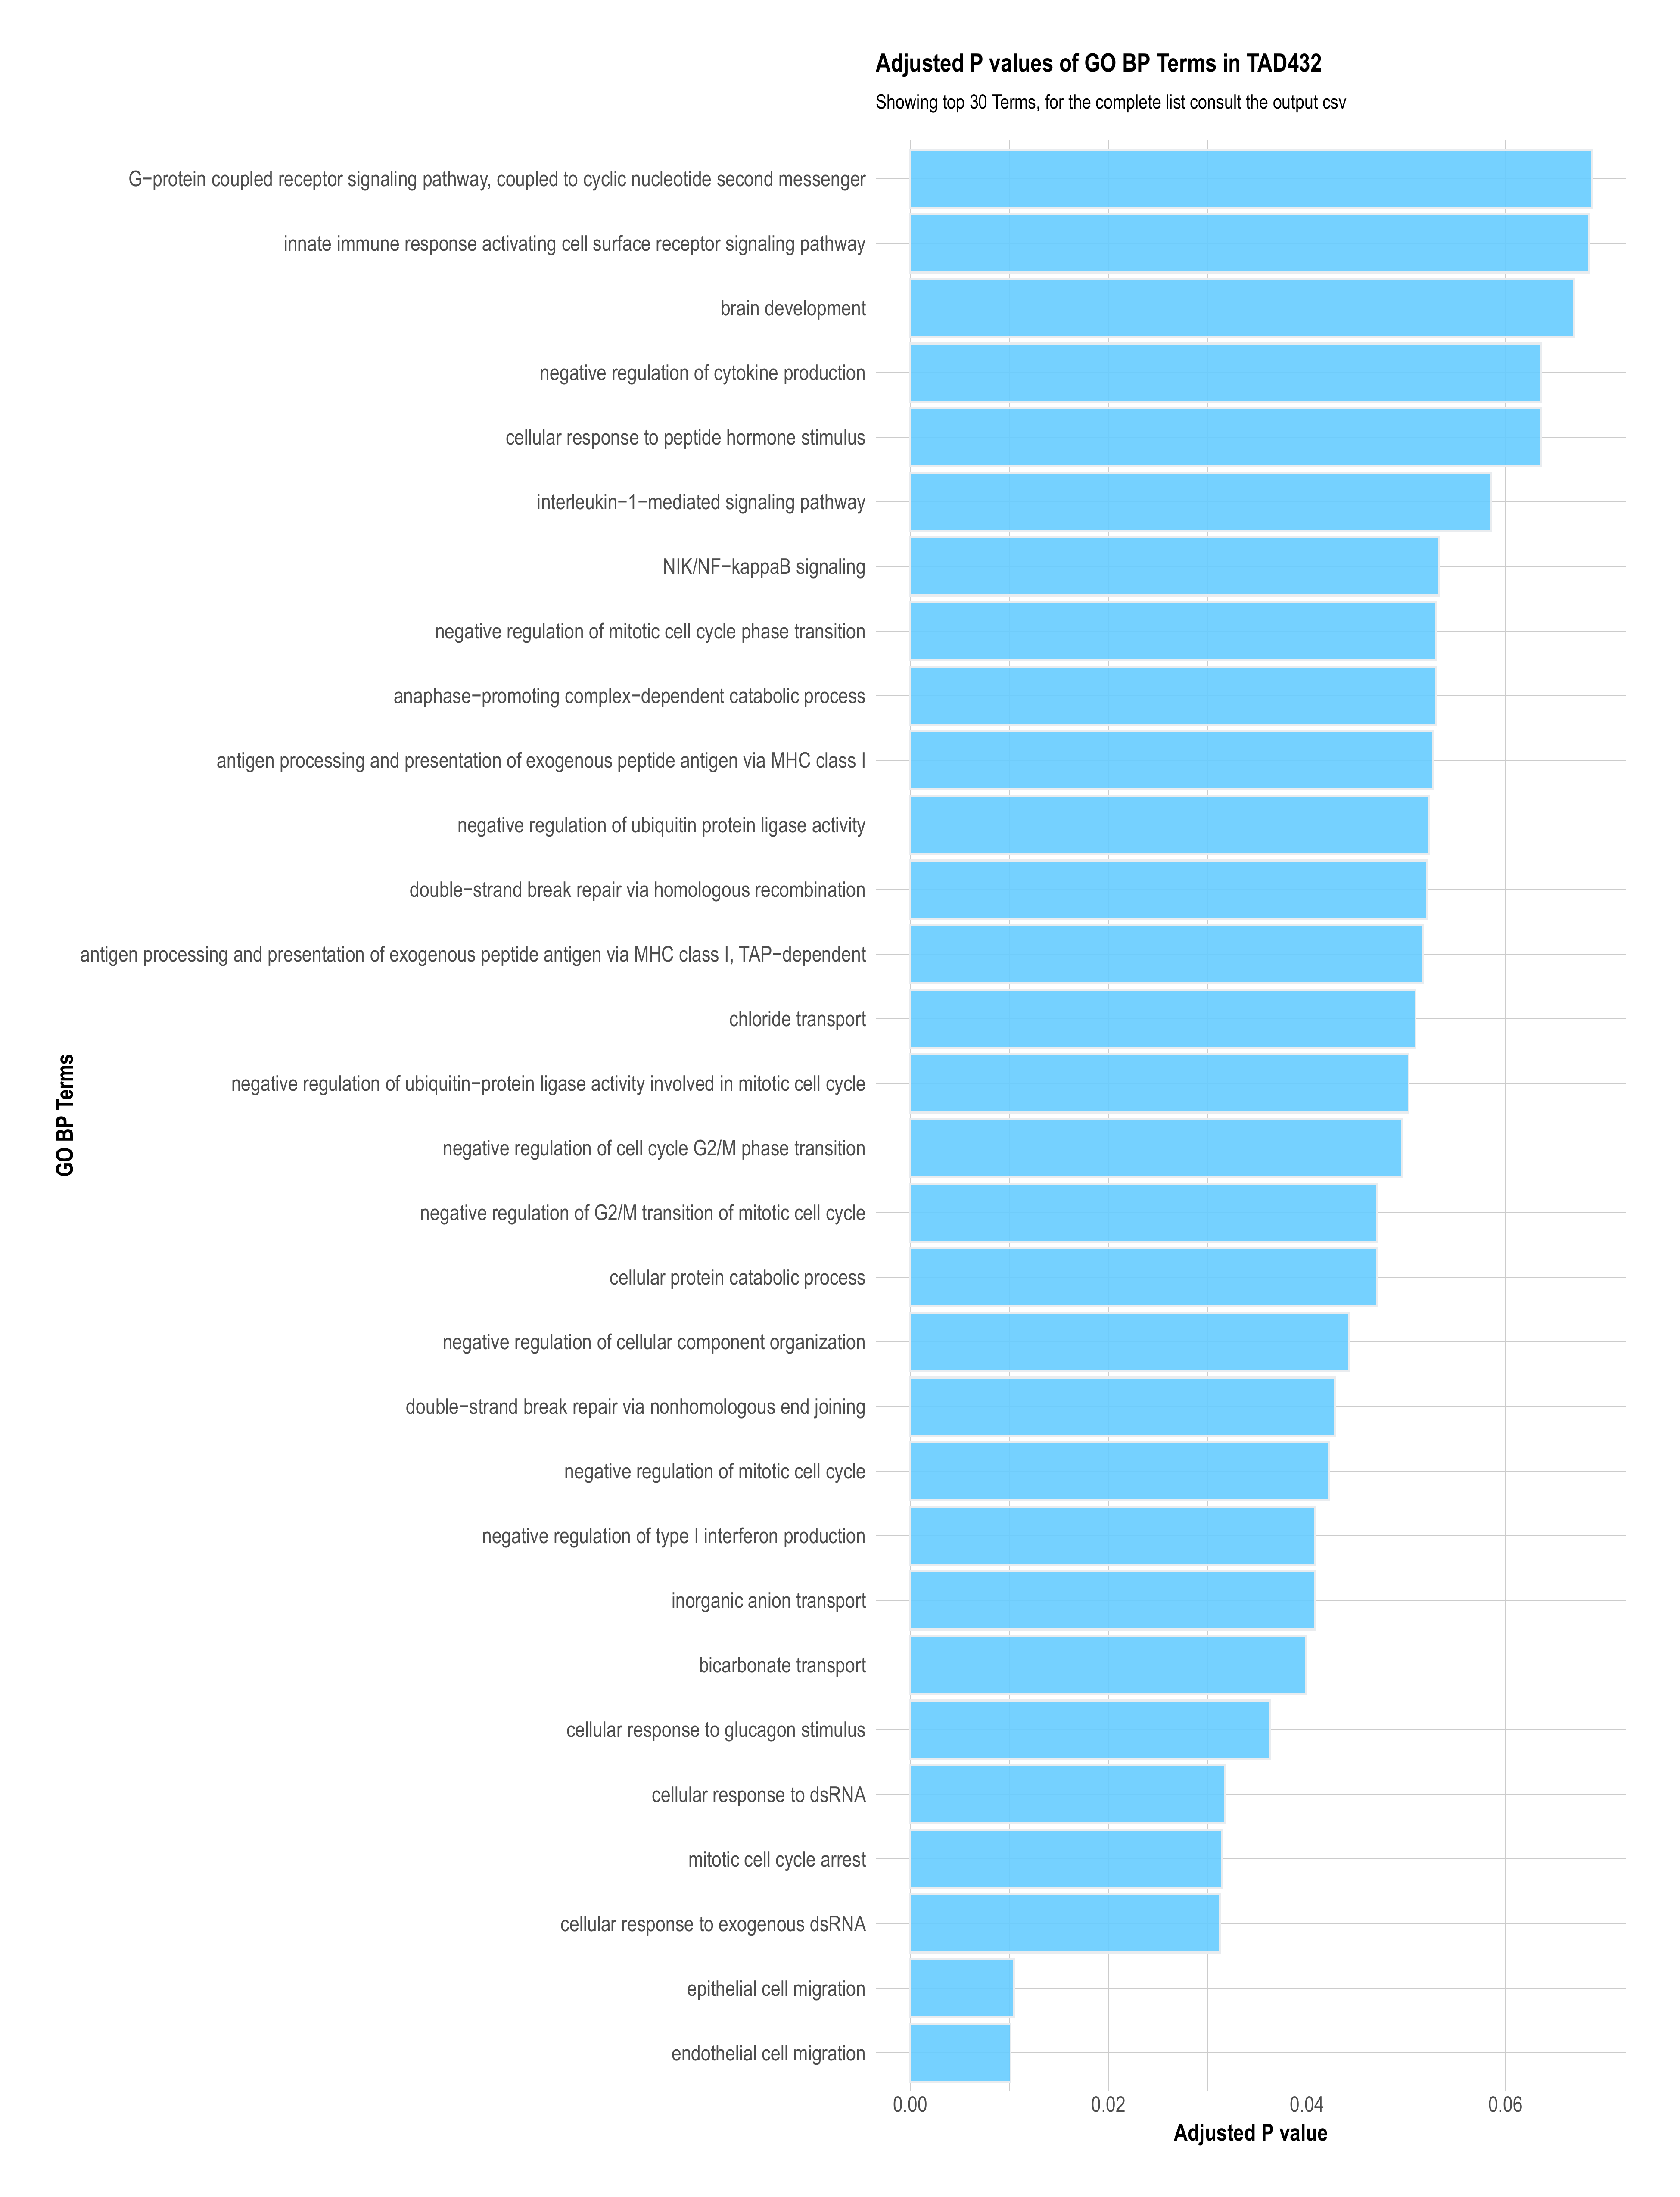 Adjusted P values of GO BP Terms in TAD432
Showing top 30 Terms, for the complete list consult the output csv
G−protein coupled receptor signaling pathway, coupled to cyclic nucleotide second messenger
innate immune response activating cell surface receptor signaling pathway
brain development
negative regulation of cytokine production
cellular response to peptide hormone stimulus
interleukin−1−mediated signaling pathway
NIK/NF−kappaB signaling
negative regulation of mitotic cell cycle phase transition
anaphase−promoting complex−dependent catabolic process
antigen processing and presentation of exogenous peptide antigen via MHC class I
negative regulation of ubiquitin protein ligase activity
double−strand break repair via homologous recombination
antigen processing and presentation of exogenous peptide antigen via MHC class I, TAP−dependent
chloride transport
negative regulation of ubiquitin−protein ligase activity involved in mitotic cell cycle
negative regulation of cell cycle G2/M phase transition
negative regulation of G2/M transition of mitotic cell cycle
cellular protein catabolic process
negative regulation of cellular component organization
double−strand break repair via nonhomologous end joining
negative regulation of mitotic cell cycle
negative regulation of type I interferon production
inorganic anion transport
bicarbonate transport
cellular response to glucagon stimulus
cellular response to dsRNA
mitotic cell cycle arrest
cellular response to exogenous dsRNA
epithelial cell migration
endothelial cell migration
GO BP Terms
0.00 0.02 0.04 0.06
Adjusted P value